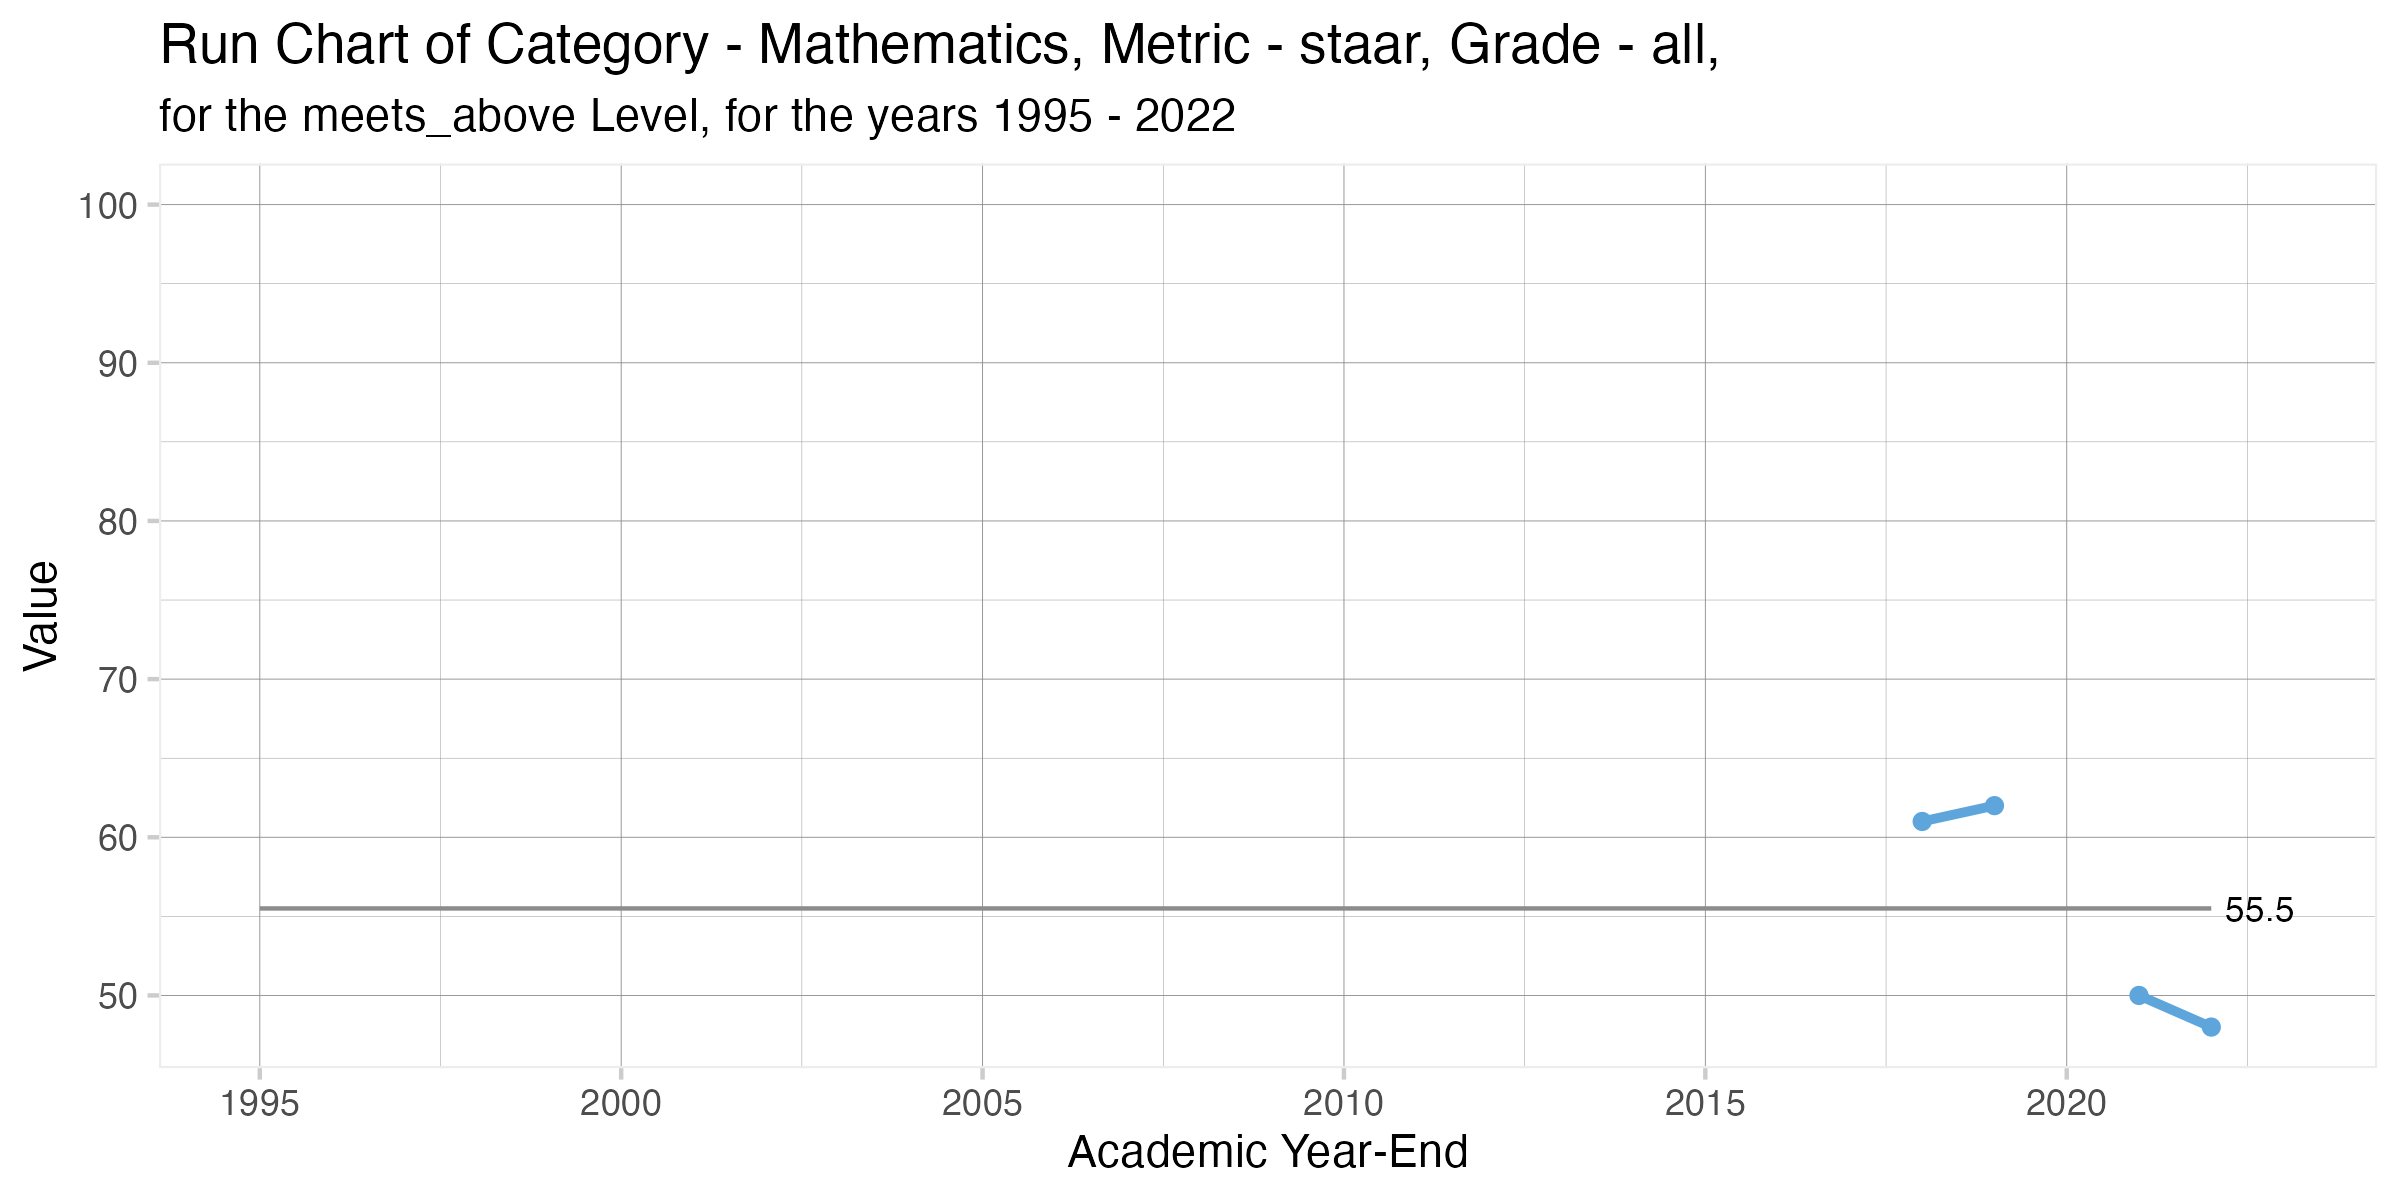 Run Chart of Category - Mathematics, Metric - staar, Grade - all,
for the meets_above Level, for the years 1995 - 2022
Value
100
90
80
70
60
50
55.5
1995 2000 2005 2010 2015 2020
Academic Year-End